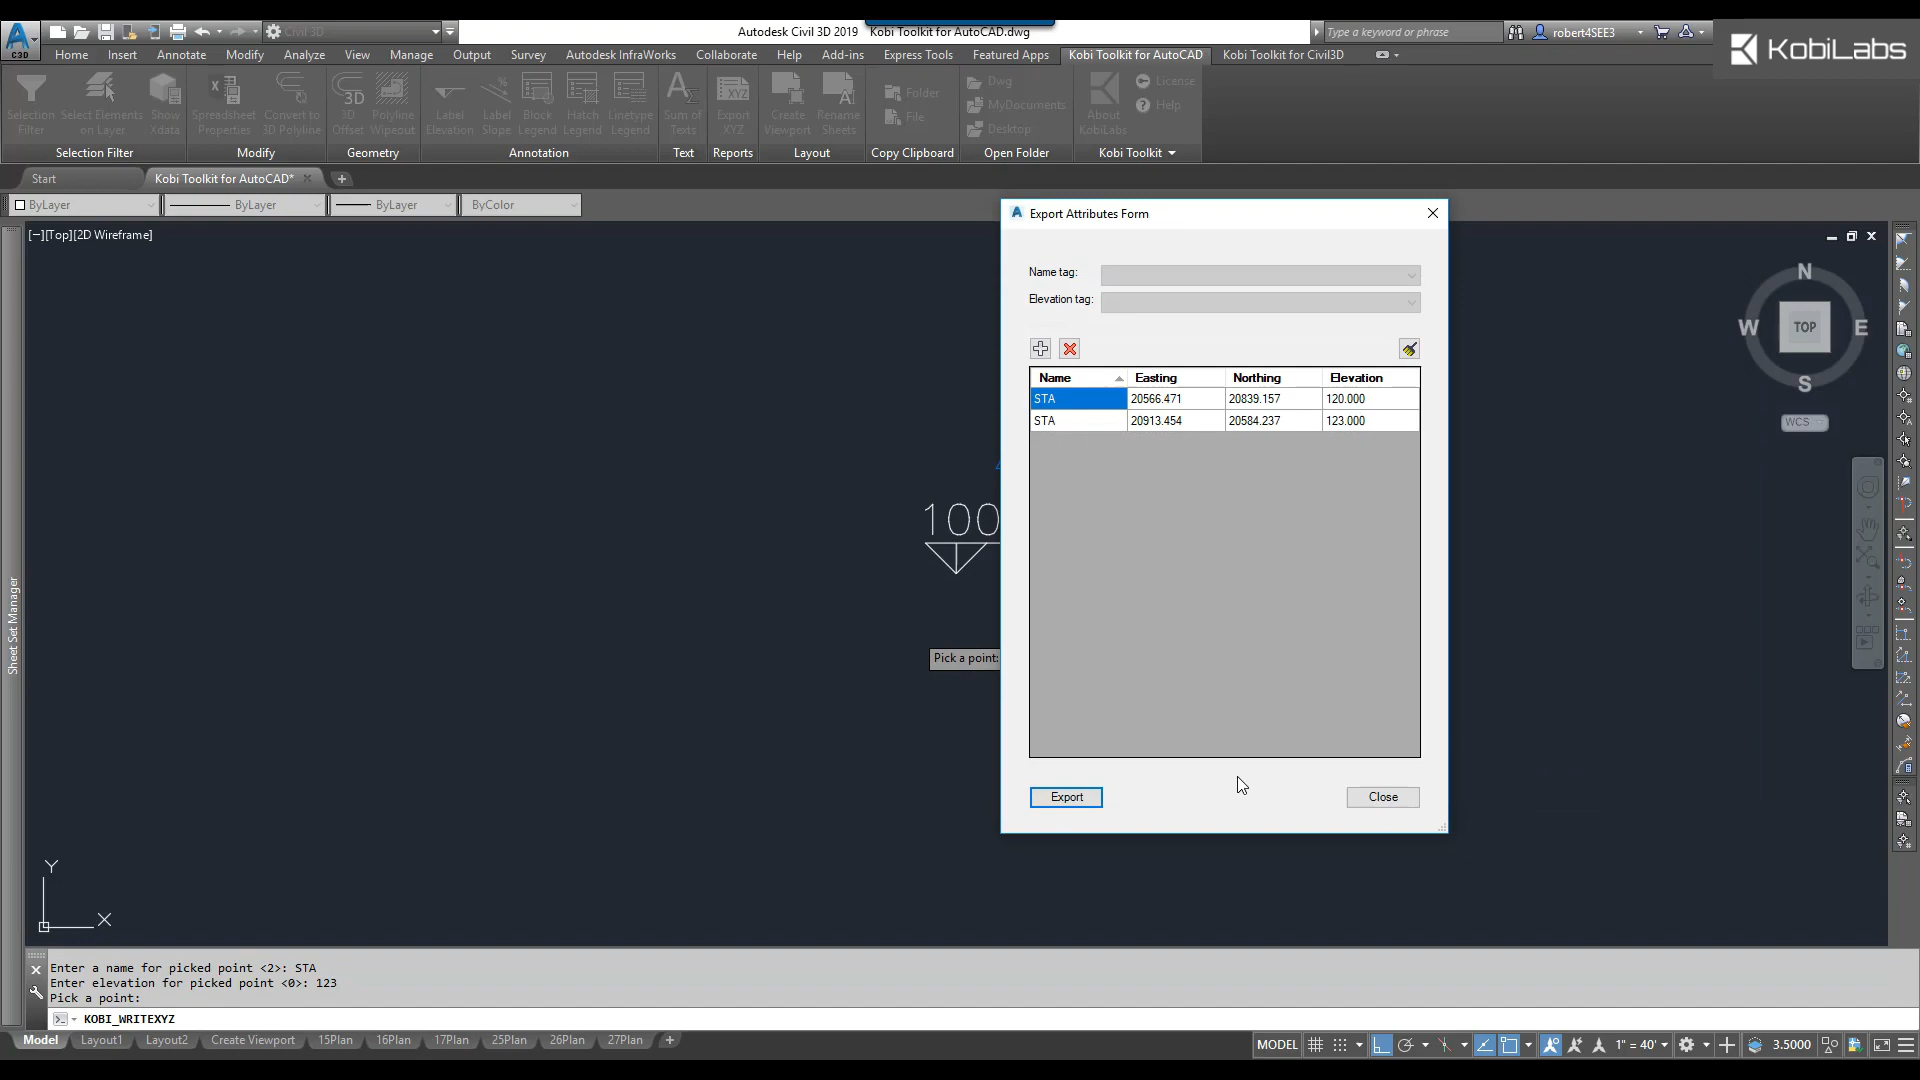 Civil 3D
Autodesk Civil 3D 2019 Kobi Toolkit for AutoCAD.dwg
Type a keyword or phrase
robert4SEE3
KobiLabs
C3D
Home Insert Annotate Modify Analyze View Manage Output Survey Autodesk InfraWorks Collaborate Help Add-ins Express Tools Featured Apps Kobi Toolkit for AutoCAD Kobi Toolkit for Civil3D
Selection Filter
Select Elements on Layer
Show Xdata
Spreadsheet Properties
Convert to 3D Polyline
3D Offset
Polyline Wipeout
Label Elevation
Label Slope
Block Legend
Hatch Legend
Linetype Legend
Sum of Texts
XYZ
Export XYZ
Create Viewport
Rename Sheets
Folder
File
Dwg
MyDocuments
Desktop
About KobiLabs
License
Help
Selection Filter Modify Geometry Annotation Text Reports Layout Copy Clipboard Open Folder Kobi Toolkit
Start Kobi Toolkit for AutoCAD*
ByLayer ByLayer ByLayer ByColor
[−][Top][2D Wireframe]
Sheet Set Manager
N
W TOP E
S
WCS
100
Pick a point:
Export Attributes Form
Name tag:
Elevation tag:
Name Easting Northing Elevation
STA 20566.471 20839.157 120.000
STA 20913.454 20584.237 123.000
Export Close
Y
X
Enter a name for picked point <2>: STA
Enter elevation for picked point <0>: 123
Pick a point:
KOBI_WRITEXYZ
Model Layout1 Layout2 Create Viewport 15Plan 16Plan 17Plan 25Plan 26Plan 27Plan
MODEL 1" = 40' 3.5000